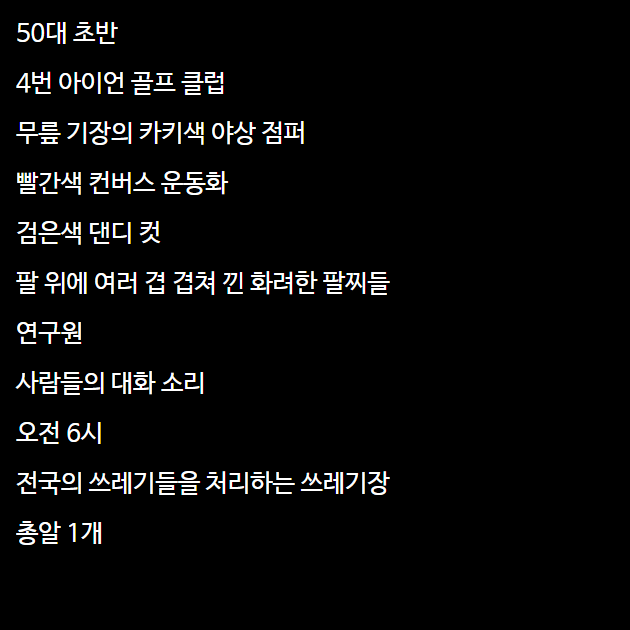 50대 초반
4번 아이언 골프 클럽
무릎 기장의 카키색 야상 점퍼
빨간색 컨버스 운동화
검은색 댄디 컷
팔 위에 여러 겹 겹쳐 낀 화려한 팔찌들
연구원
사람들의 대화 소리
오전 6시
전국의 쓰레기들을 처리하는 쓰레기장
총알 1개